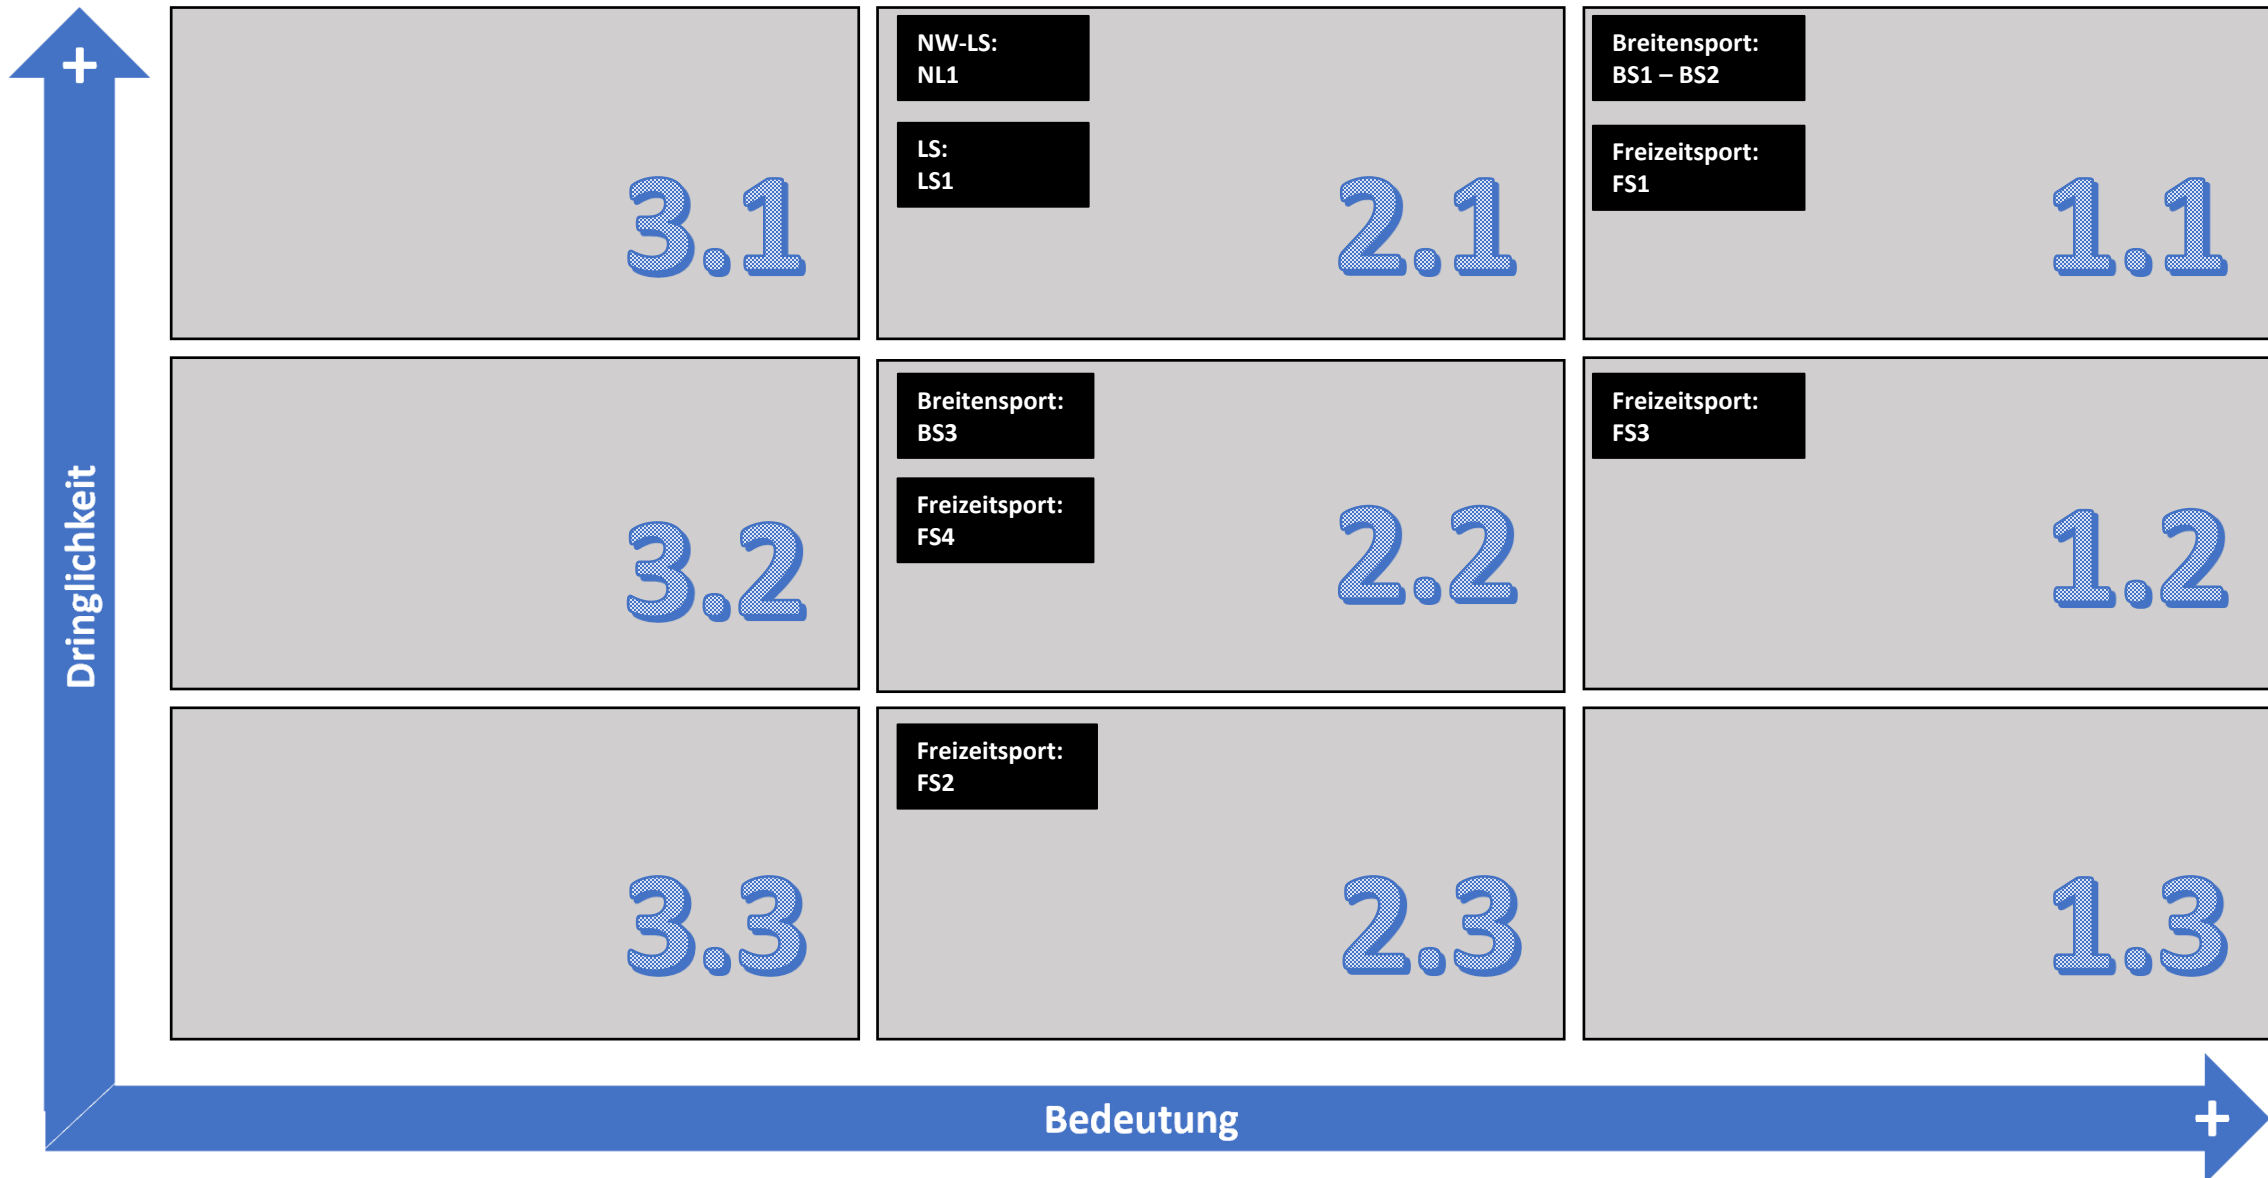 +
NW-LS:
NL1
LS:
LS1
Breitensport:
BS1 – BS2
Freizeitsport:
FS1
3.1
2.1
1.1
Dringlichkeit
Breitensport:
BS3
Freizeitsport:
FS4
Freizeitsport:
FS3
3.2
2.2
1.2
Freizeitsport:
FS2
3.3
2.3
1.3
Bedeutung
+